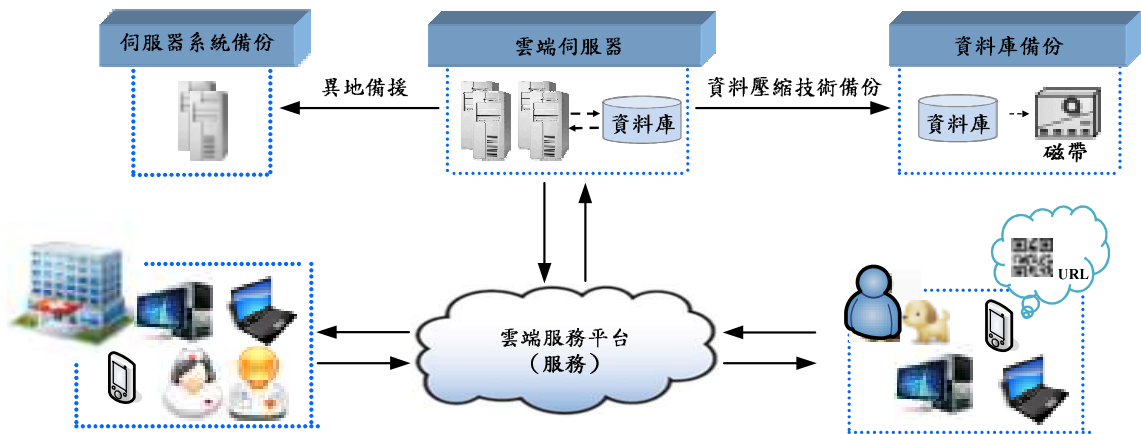 伺服器系統備份
雲端伺服器
資料庫備份
異地備援
資料庫
資料壓縮技術備份
資料庫
磁帶
URL
雲端服務平台
（服務）